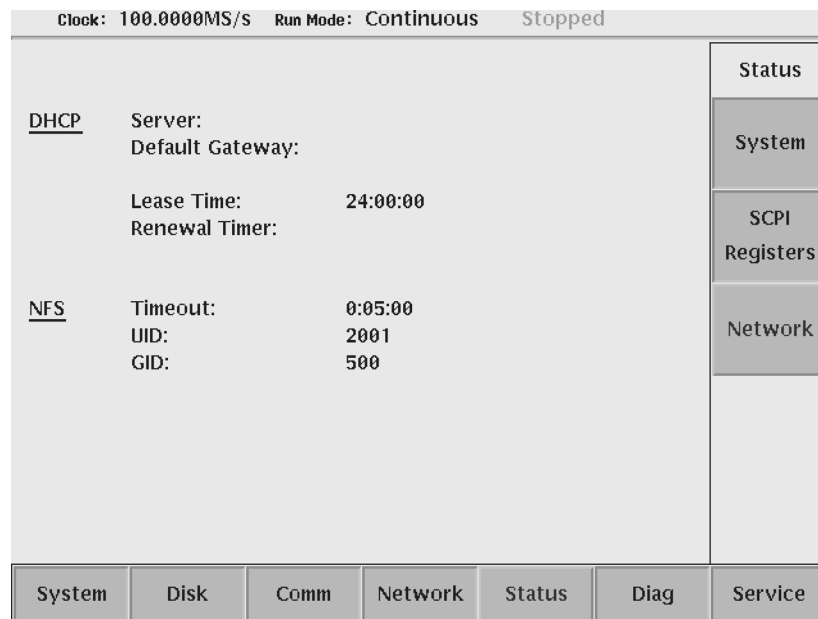 Clock: 100.0000MS/s Run Mode: Continuous Stopped
Status
DHCP Server:
Default Gateway:
System
Lease Time: 24:00:00
Renewal Timer:
SCPI
Registers
NFS Timeout: 0:05:00
UID: 2001
GID: 500
Network
System Disk Comm Network Status Diag Service